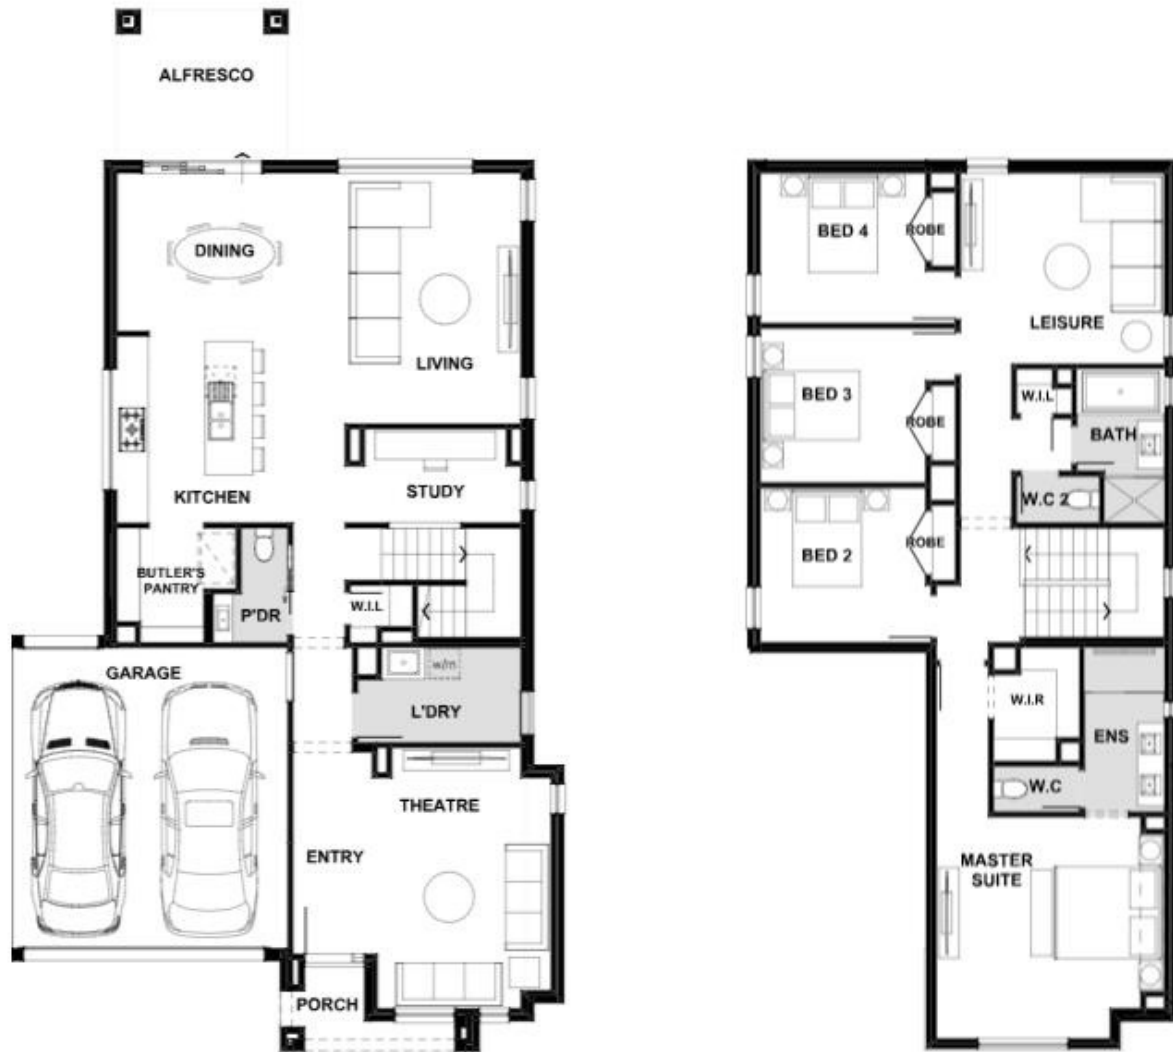 ALFRESCO
DINING
LIVING
KITCHEN
STUDY
BUTLER'S
PANTRY
P'DR
W.I.L
GARAGE
w/m
L'DRY
THEATRE
ENTRY
PORCH
BED 4
ROBE
LEISURE
BED 3
ROBE
W.I.L
BATH
W.C 2
BED 2
ROBE
W.I.R
ENS
W.C
MASTER
SUITE